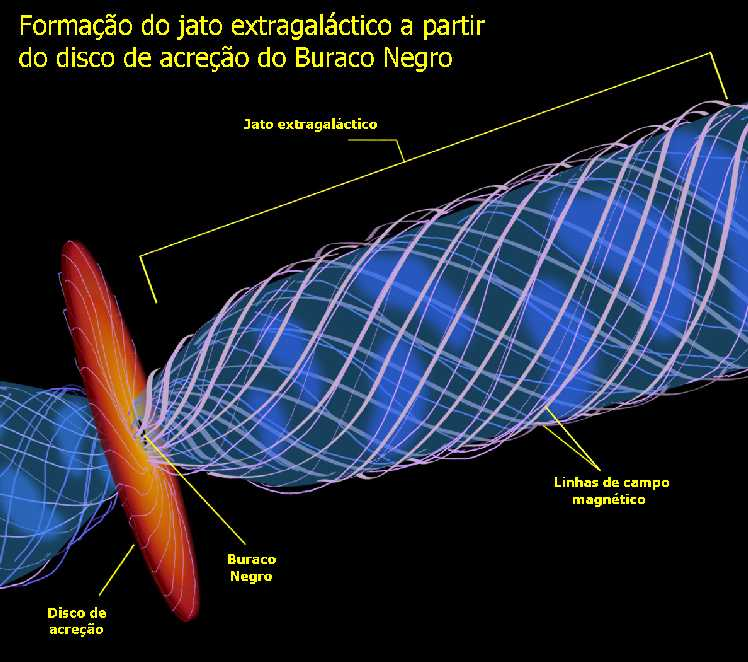 Formação do jato extragaláctico a partir
do disco de acreção do Buraco Negro
Jato extragaláctico
Linhas de campo
magnético
Buraco
Negro
Disco de
acreção